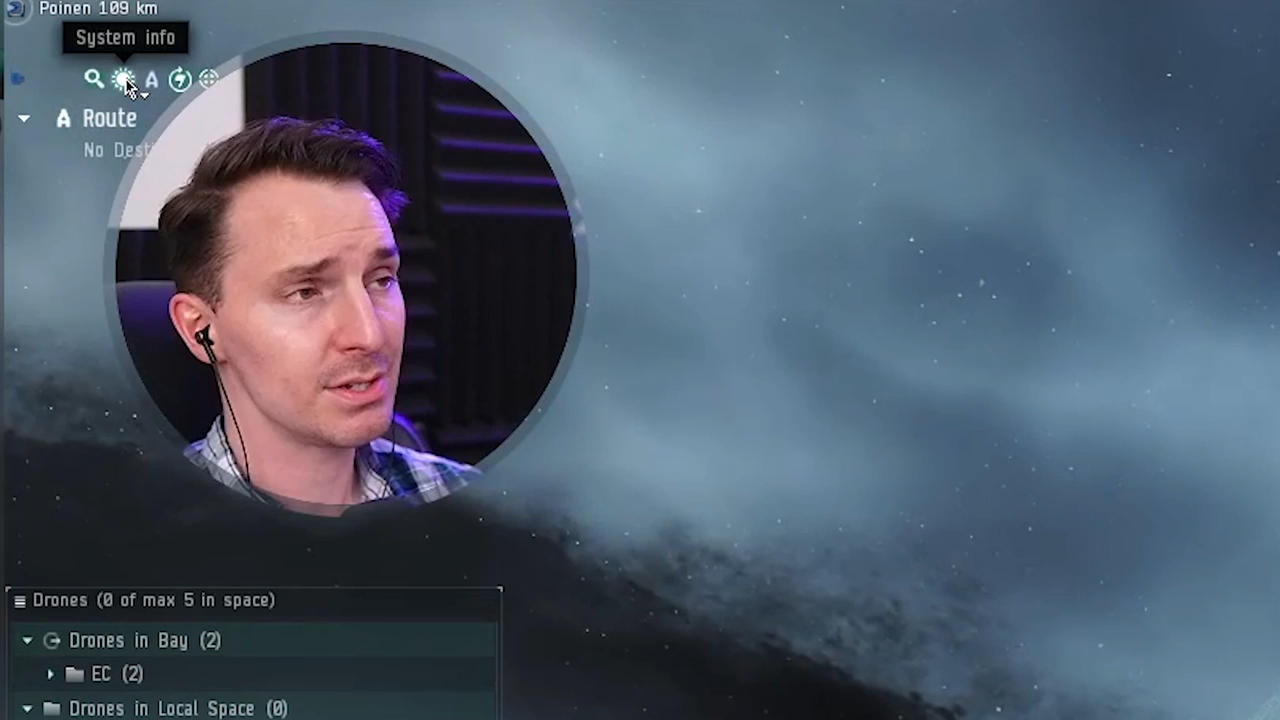 Poinen 109 km
System info
A Route
No Dest
Drones (0 of max 5 in space)
Drones in Bay (2)
EC (2)
Drones in Local Space (0)